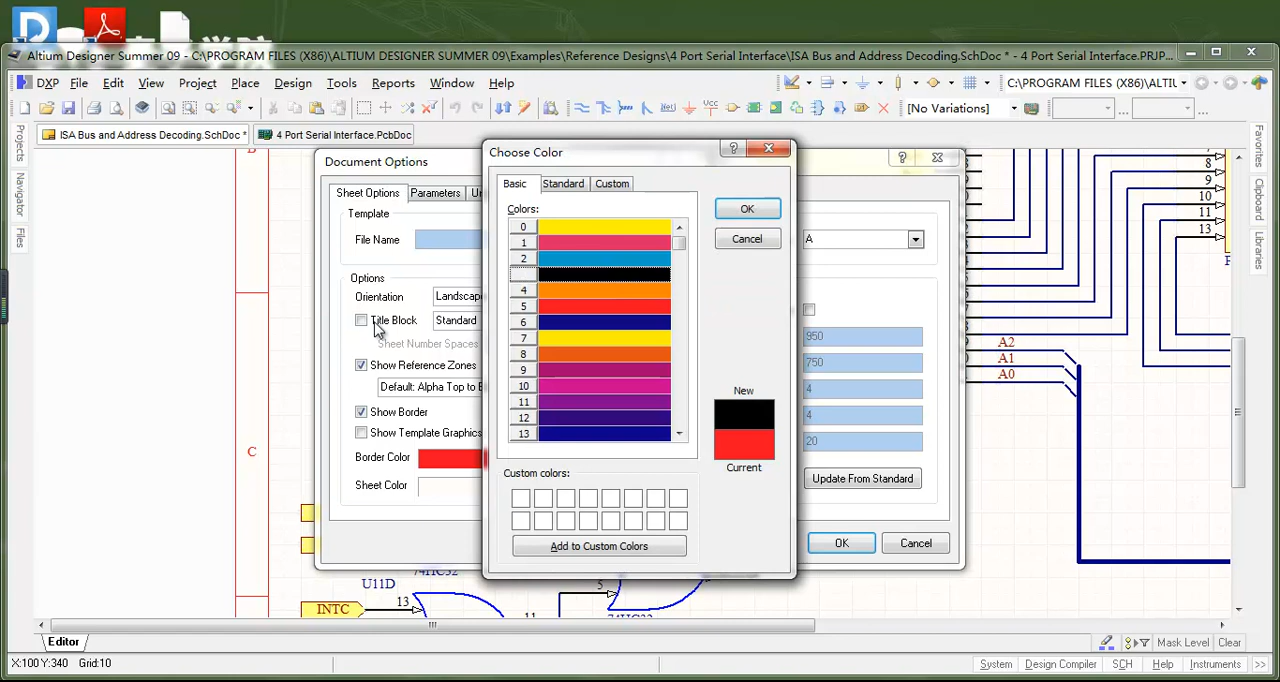 Altium Designer Summer 09 - C:\PROGRAM FILES (X86)\ALTIUM DESIGNER SUMMER 09\Examples\Reference Designs\4 Port Serial Interface\ISA Bus and Address Decoding.SchDoc * - 4 Port Serial Interface.PRJP...
DXP File Edit View Project Place Design Tools Reports Window Help C:\PROGRAM FILES (X86)\ALTIU
[No Variations]
ISA Bus and Address Decoding.SchDoc * 4 Port Serial Interface.PcbDoc
Projects
Navigator
Files
Favorites
Clipboard
Libraries
B
C
Document Options
Sheet Options Parameters
Template
File Name
Options
Orientation Landscape
Title Block Standard
Sheet Number Spaces
Show Reference Zones
Default: Alpha Top to B
Show Border
Show Template Graphics
Border Color
Sheet Color
A
950
750
4
4
20
Update From Standard
OK Cancel
Choose Color
Basic Standard Custom
Colors:
0
1
2
4
5
6
7
8
9
10
11
12
13
OK
Cancel
New
Current
Custom colors:
Add to Custom Colors
7
8
9
10
11
13
A2
A1
A0
74HC32
U11D
INTC 13
5
11
74HC32
Editor
Mask Level Clear
X:100 Y:340 Grid:10
System Design Compiler SCH Help Instruments >>